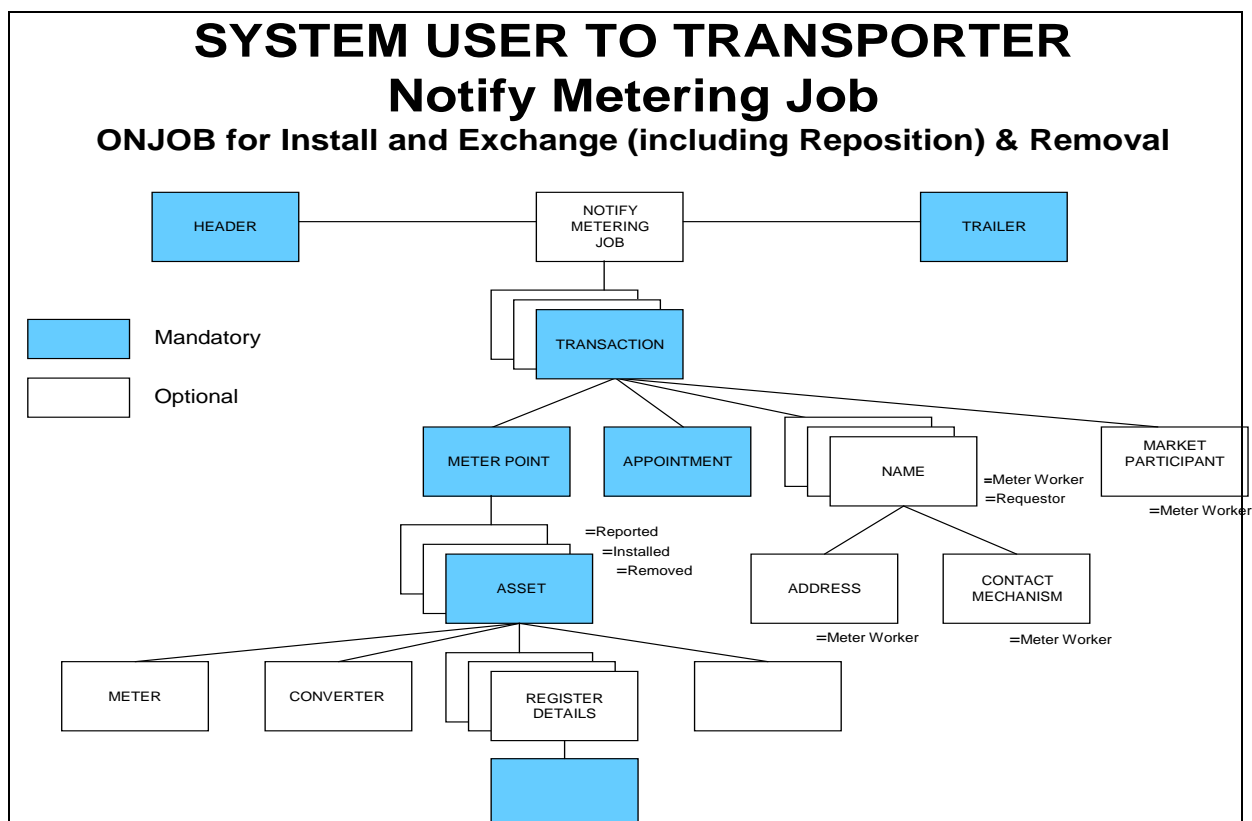 SYSTEM USER TO TRANSPORTER
Notify Metering Job
ONJOB for Install and Exchange (including Reposition) & Removal
HEADER
NOTIFY
METERING
JOB
TRAILER
Mandatory
TRANSACTION
Optional
METER POINT
APPOINTMENT
NAME
=Meter Worker
=Requestor
MARKET
PARTICIPANT
=Meter Worker
=Reported
=Installed
=Removed
ASSET
ADDRESS
CONTACT
MECHANISM
=Meter Worker
=Meter Worker
METER
CONVERTER
REGISTER
DETAILS